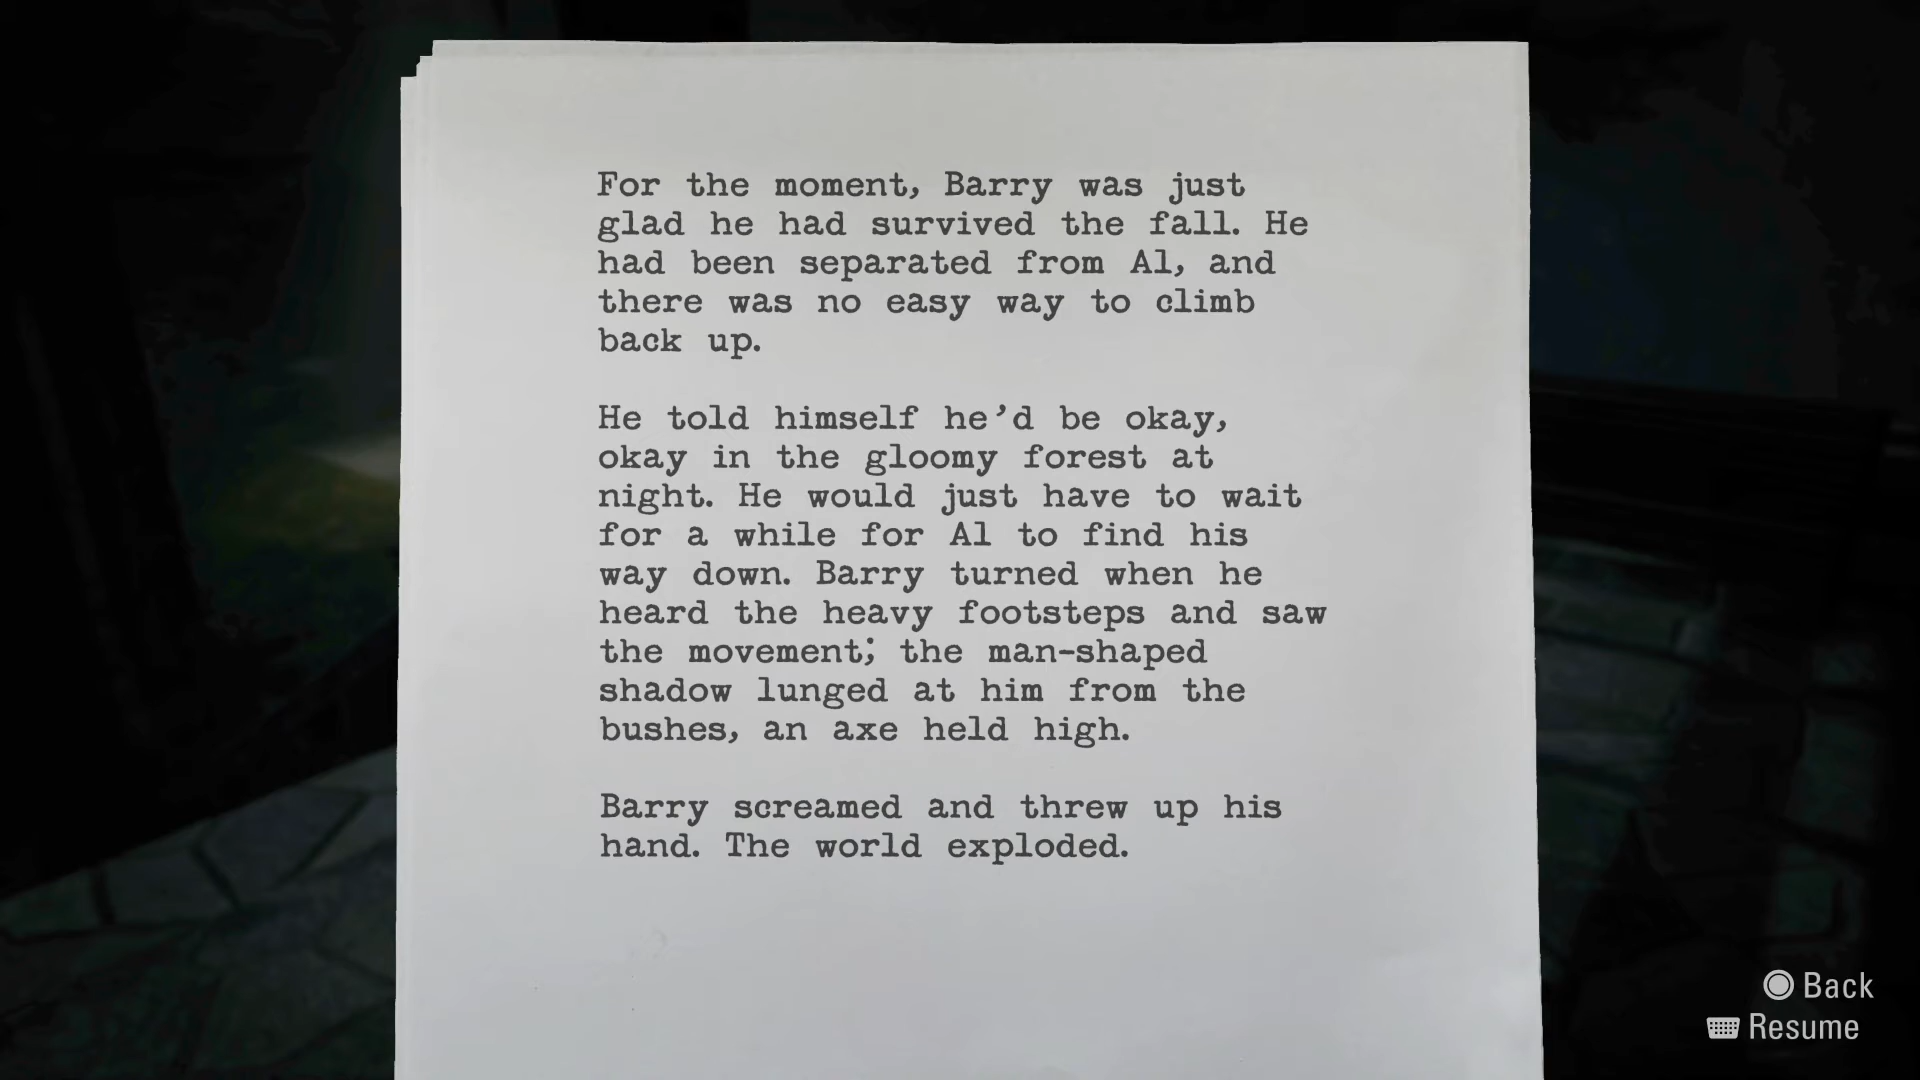 For the moment, Barry was just
glad he had survived the fall. He
had been separated from Al, and
there was no easy way to climb
back up.
He told himself he’d be okay,
okay in the gloomy forest at
night. He would just have to wait
for a while for Al to find his
way down. Barry turned when he
heard the heavy footsteps and saw
the movement; the man-shaped
shadow lunged at him from the
bushes, an axe held high.
Barry screamed and threw up his
hand. The world exploded.
Back
Resume